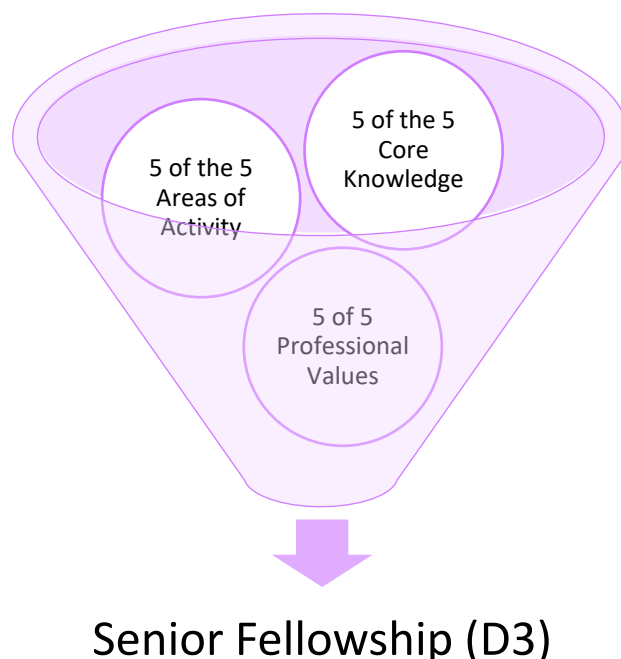 5 of the 5
Areas of
Activity
5 of the 5
Core
Knowledge
5 of 5
Professional
Values
Senior Fellowship (D3)